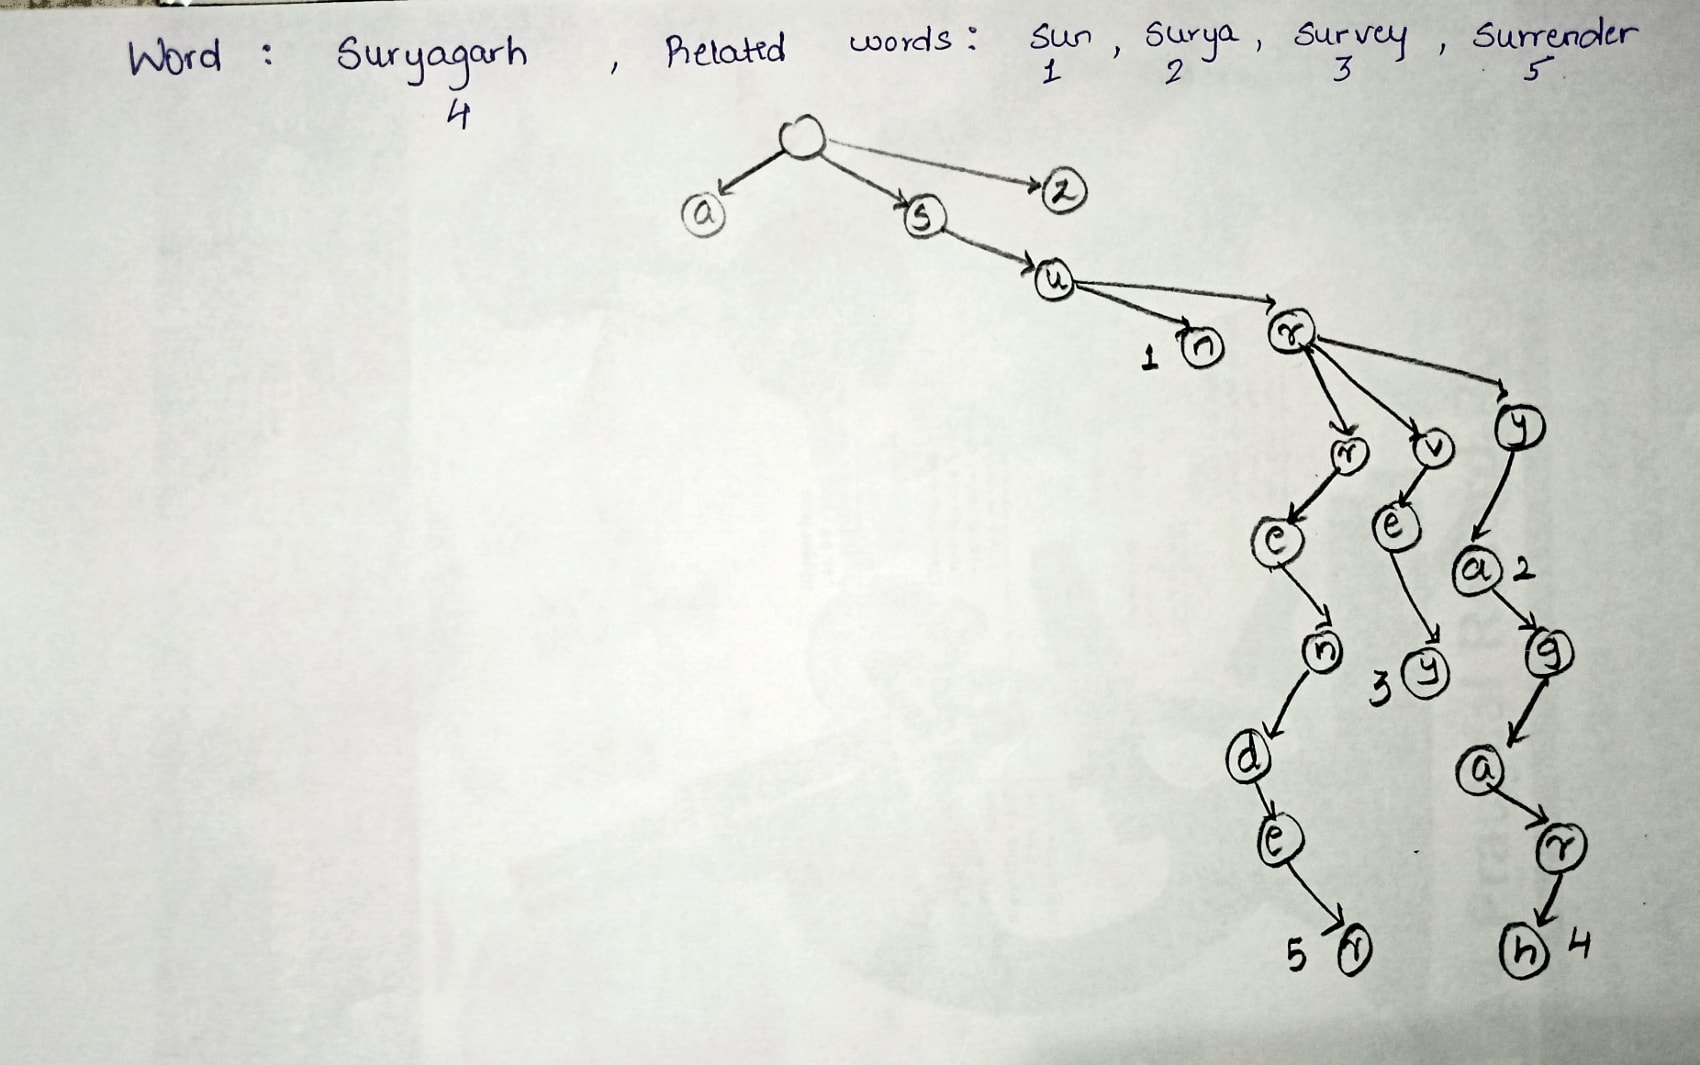 Word : Suryagarh , Related words : Sun , Surya , Survey , Surrender
4 1 2 3 5
a s z
u
1 n r
r v y
e e a 2
n 3 y g
d a
e r
5 r h 4